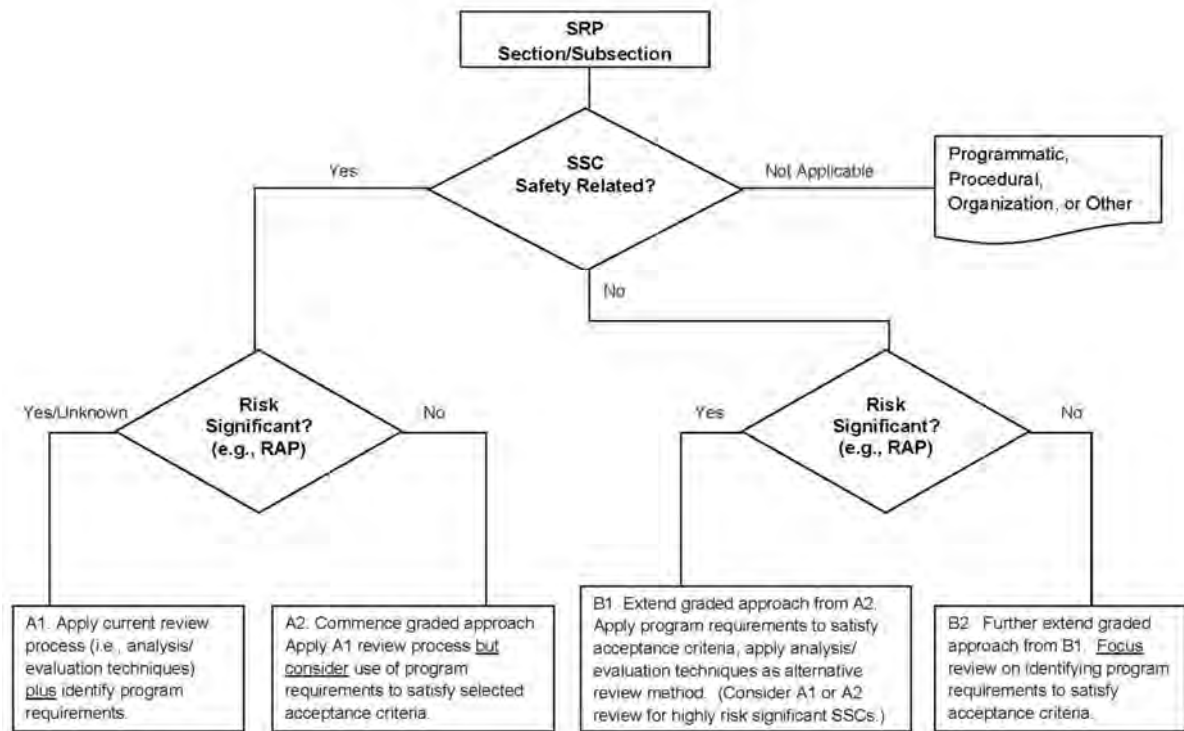 SRP
Section/Subsection
SSC
Safety Related?
Yes
Not Applicable
Programmatic,
Procedural,
Organization, or Other
No
Risk
Significant?
(e.g., RAP)
Yes/Unknown
No
Risk
Significant?
(e.g., RAP)
Yes
No
A1. Apply current review
process (i.e., analysis/
evaluation techniques)
plus identify program
requirements.
A2. Commence graded approach
Apply A1 review process but
consider use of program
requirements to satisfy selected
acceptance criteria.
B1. Extend graded approach from A2.
Apply program requirements to satisfy
acceptance criteria, apply analysis/
evaluation techniques as alternative
review method. (Consider A1 or A2
review for highly risk significant SSCs.)
B2. Further extend graded
approach from B1. Focus
review on identifying program
requirements to satisfy
acceptance criteria.